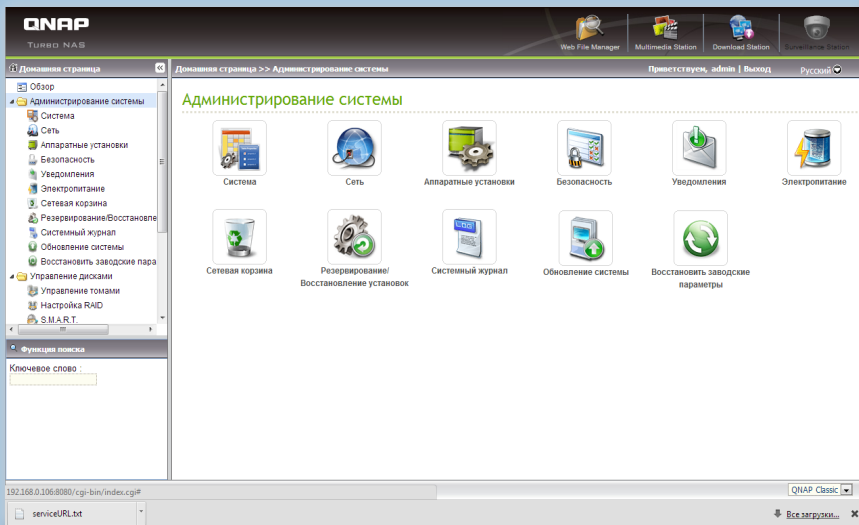 QNAP
TURBO NAS
Web File Manager
Multimedia Station
Download Station
Surveillance Station
Домашняя страница
Домашняя страница >> Администрирование системы
Приветствуем, admin | Выход
Русский
Обзор
Администрирование системы
Система
Сеть
Аппаратные установки
Безопасность
Уведомления
Электропитание
Сетевая корзина
Резервирование/Восстановле
Системный журнал
Обновление системы
Восстановить заводские пара
Управление дисками
Управление томами
Настройка RAID
S.M.A.R.T.
Функция поиска
Ключевое слово :
Администрирование системы
Система
Сеть
Аппаратные установки
Безопасность
Уведомления
Электропитание
LOG
Сетевая корзина
Резервирование/
Восстановление установок
Системный журнал
Обновление системы
Восстановить заводские
параметры
192.168.0.106:8080/cgi-bin/index.cgi#
QNAP Classic
serviceURL.txt
Все загрузки...